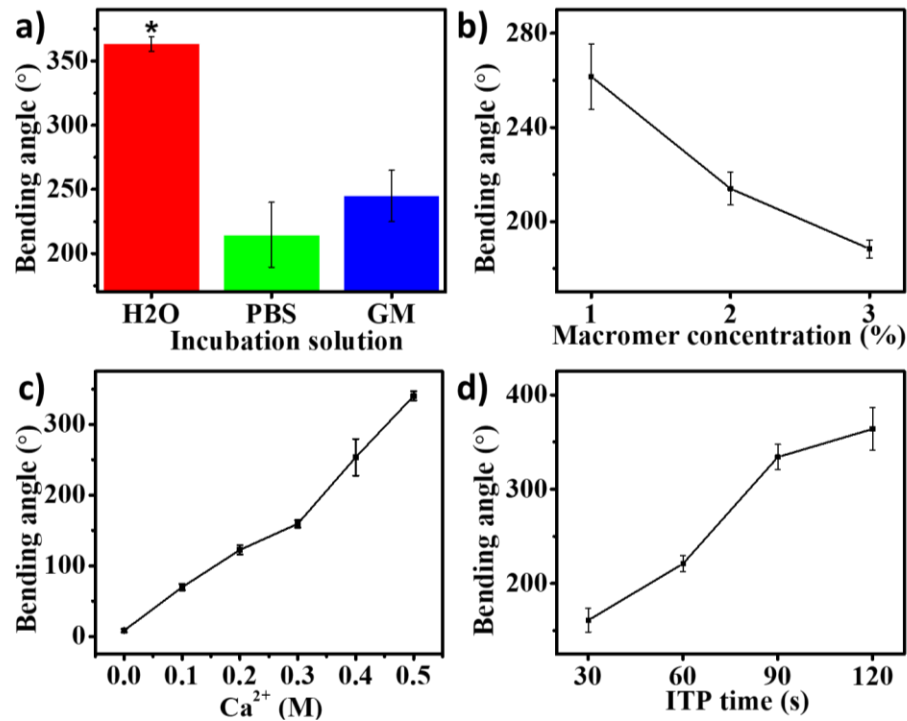 a)
Bending angle (°)
350
300
250
200
*
H2O PBS GM
Incubation solution
b)
Bending angle (°)
280
240
200
1 2 3
Macromer concentration (%)
c)
Bending angle (°)
300
200
100
0
0.0 0.1 0.2 0.3 0.4 0.5
Ca²⁺ (M)
d)
Bending angle (°)
400
300
200
30 60 90 120
ITP time (s)